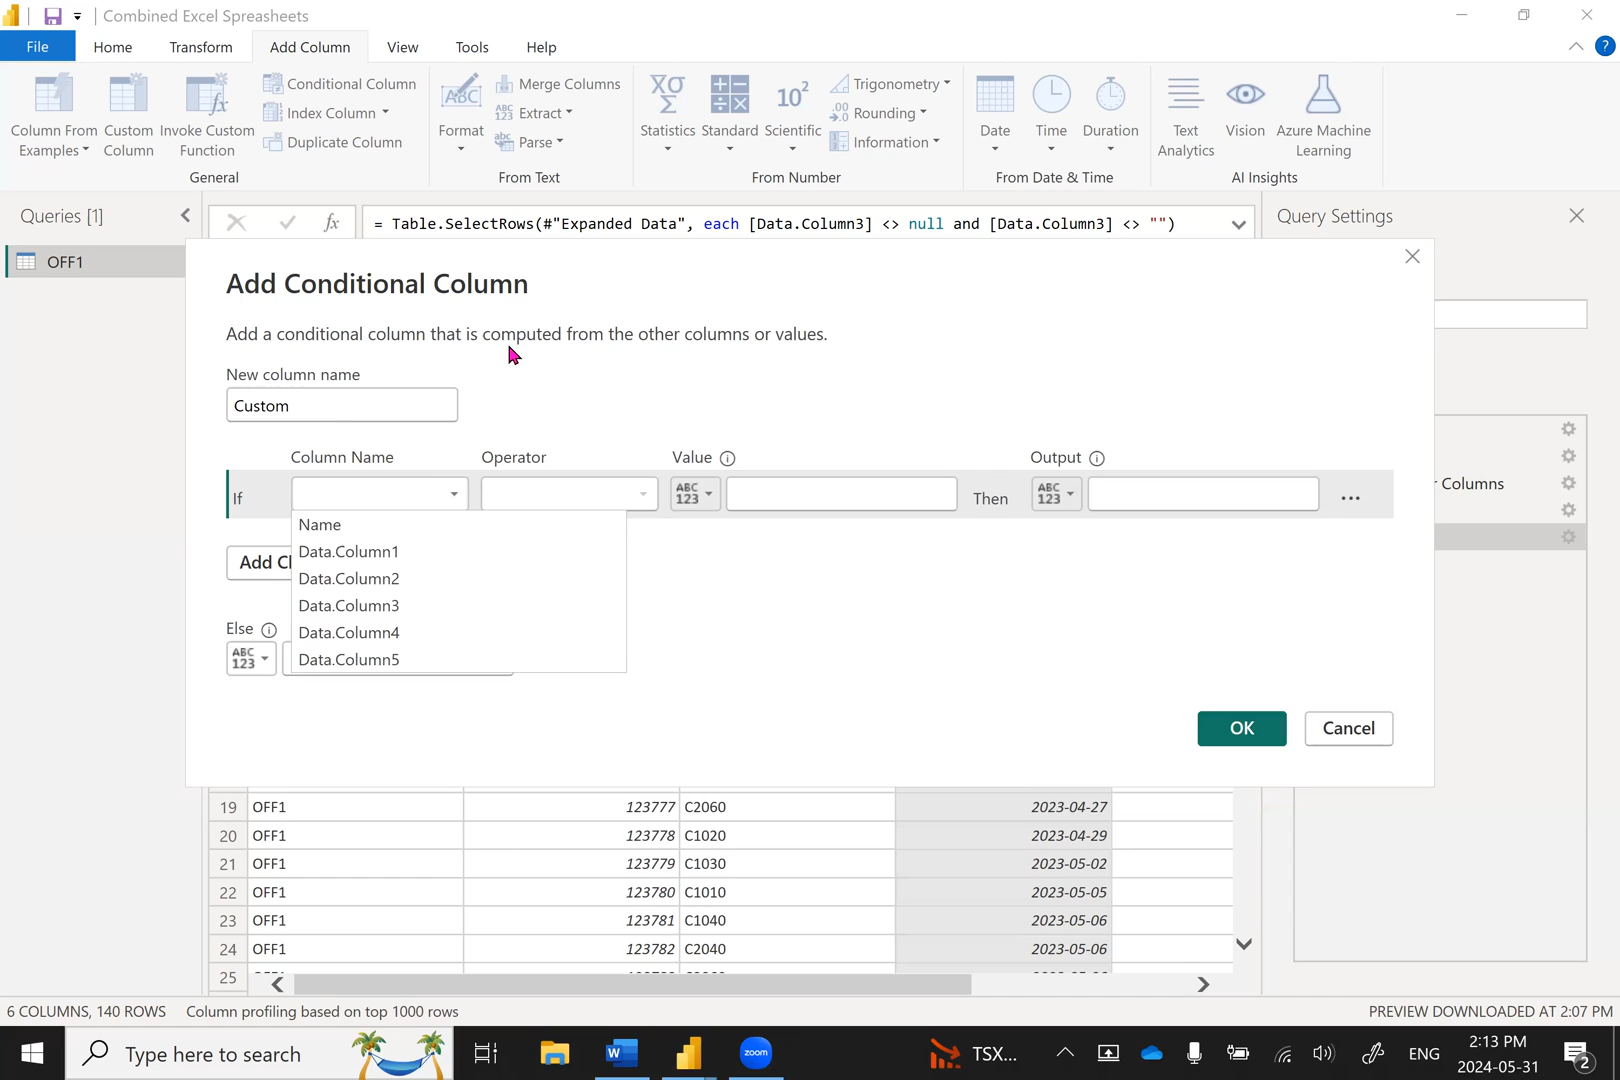 Combined Excel Spreasheets
File Home Transform Add Column View Tools Help
Column From Examples
Custom Column
Invoke Custom Function
Conditional Column
Index Column
Duplicate Column
General
Format
Merge Columns
Extract
Parse
From Text
Statistics
Standard
Scientific
Trigonometry
Rounding
Information
From Number
Date
Time
Duration
From Date & Time
Text Analytics
Vision
Azure Machine Learning
AI Insights
Queries [1]
OFF1
= Table.SelectRows(#"Expanded Data", each [Data.Column3] <> null and [Data.Column3] <> "")
Query Settings
Add Conditional Column
Add a conditional column that is computed from the other columns or values.
New column name
Custom
Column Name Operator Value Output
If ABC 123 Then ABC 123 ...
Name
Data.Column1
Data.Column2
Data.Column3
Data.Column4
Data.Column5
Add Cl
Else
ABC 123
OK Cancel
Columns
19 OFF1 123777 C2060 2023-04-27
20 OFF1 123778 C1020 2023-04-29
21 OFF1 123779 C1030 2023-05-02
22 OFF1 123780 C1010 2023-05-05
23 OFF1 123781 C1040 2023-05-06
24 OFF1 123782 C2040 2023-05-06
25
6 COLUMNS, 140 ROWS Column profiling based on top 1000 rows PREVIEW DOWNLOADED AT 2:07 PM
Type here to search
zoom
TSX...
ENG
2:13 PM
2024-05-31
2